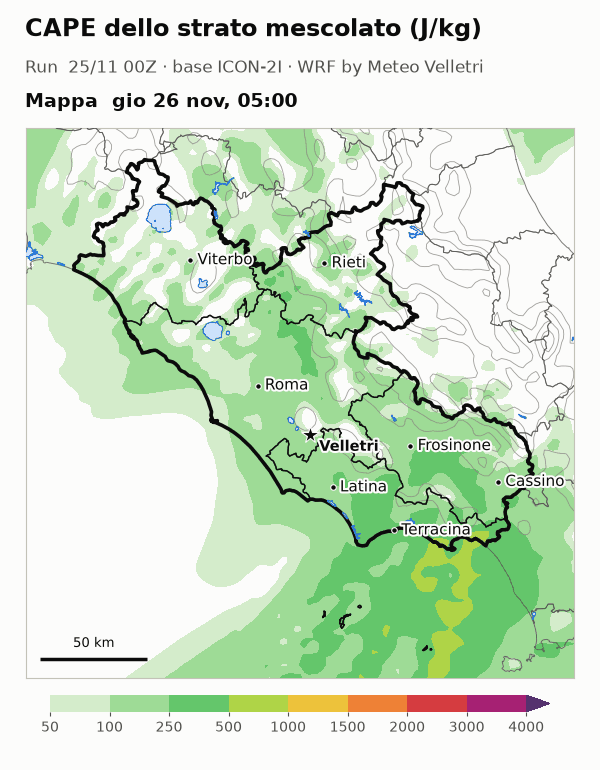 CAPE dello strato mescolato (J/kg)
Run  25/11 00Z · base ICON-2I · WRF by Meteo Velletri
Mappa  gio 26 nov, 05:00
Viterbo
Rieti
Roma
Velletri
Frosinone
Latina
Cassino
Terracina
50 km
50 100 250 500 1000 1500 2000 3000 4000